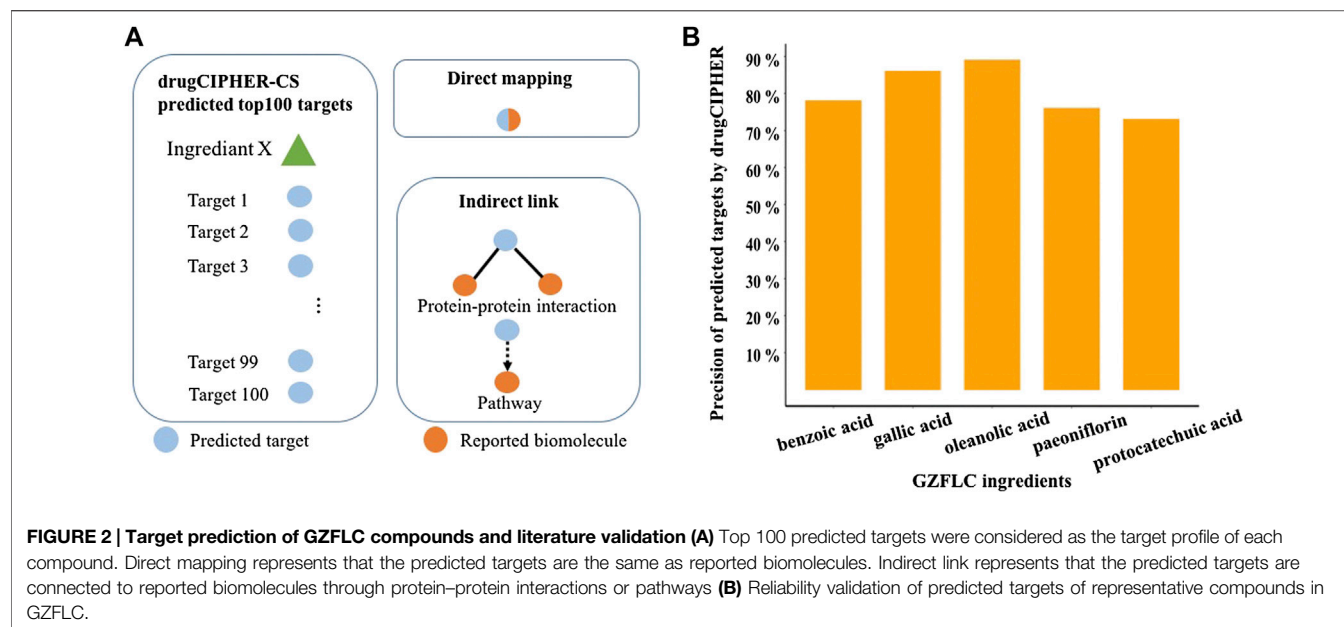 A
drugCIPHER-CS
predicted top100 targets
Ingrediant X
Target 1
Target 2
Target 3
⋮
Target 99
Target 100
Direct mapping
Indirect link
Protein-protein interaction
Pathway
Predicted target
Reported biomolecule
B
Precision of predicted targets by drugCIPHER
90 %
80 %
70 %
60 %
50 %
40 %
30 %
20 %
10 %
benzoic acid
gallic acid
oleanolic acid
paeoniflorin
protocatechuic acid
GZFLC ingredients
FIGURE 2 | Target prediction of GZFLC compounds and literature validation (A) Top 100 predicted targets were considered as the target profile of each
compound. Direct mapping represents that the predicted targets are the same as reported biomolecules. Indirect link represents that the predicted targets are
connected to reported biomolecules through protein–protein interactions or pathways (B) Reliability validation of predicted targets of representative compounds in
GZFLC.